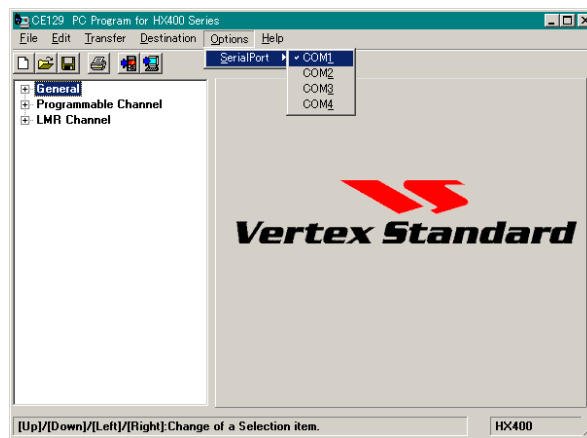 CE129 PC Program for HX400 Series
File Edit Transfer Destination Options Help
SerialPort COM1
COM2
COM3
COM4
General
Programmable Channel
LMR Channel
Vertex Standard
[Up]/[Down]/[Left]/[Right]:Change of a Selection item. HX400